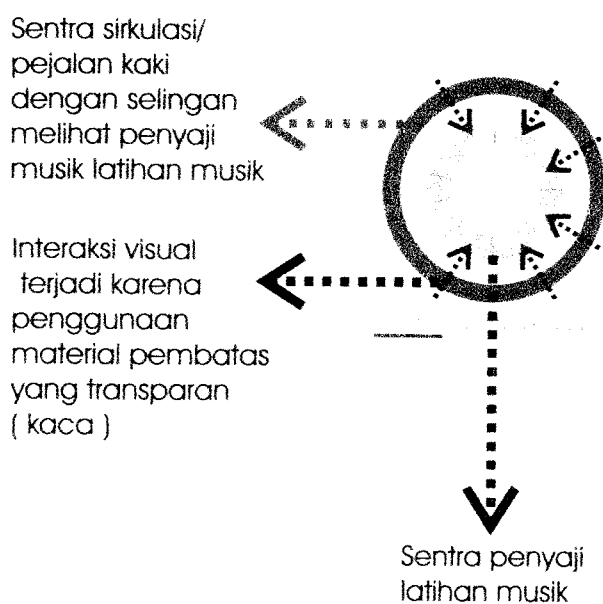 Sentra sirkulasi/
pejalan kaki
dengan selingan
melihat penyaji
musik latihan musik
Interaksi visual
terjadi karena
penggunaan
material pembatas
yang transparan
( kaca )
Sentra penyaji
latihan musik